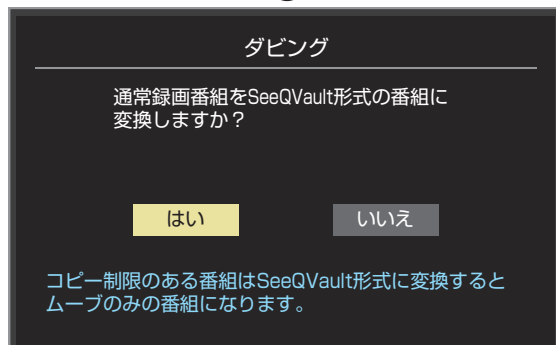 ダビング
通常録画番組をSeeQVault形式の番組に
変換しますか？
はい
いいえ
コピー制限のある番組はSeeQVault形式に変換すると
ムーブのみの番組になります。